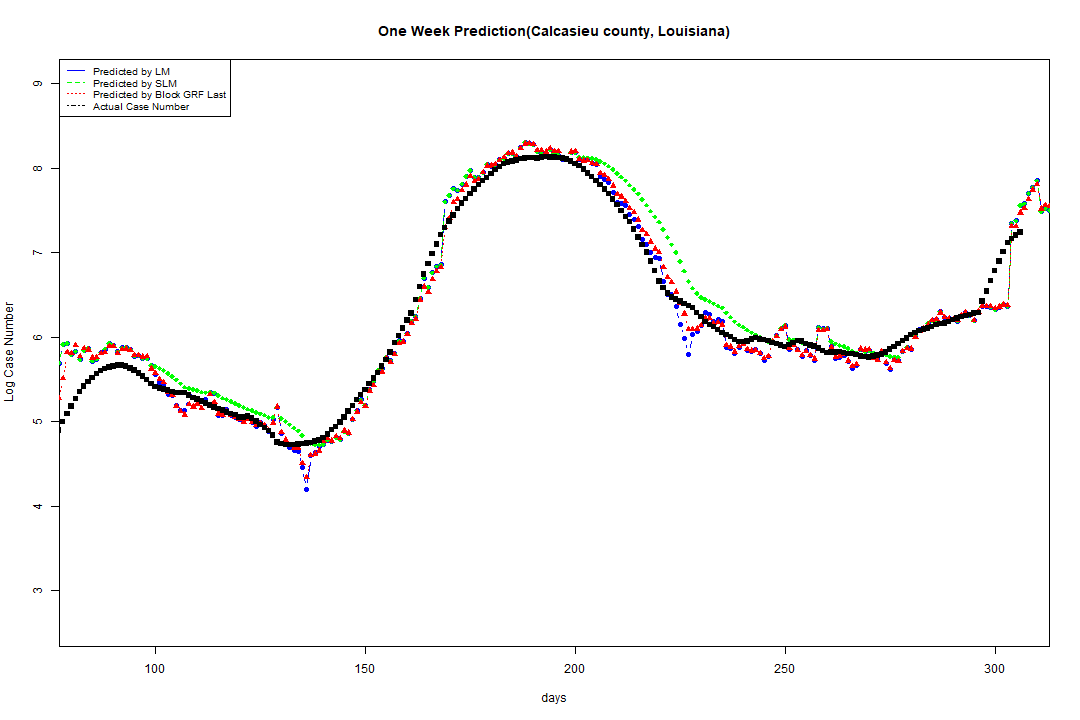 One Week Prediction(Calcasieu county, Louisiana)
Predicted by LM
Predicted by SLM
Predicted by Block GRF Last
Actual Case Number
Log Case Number
9
8
7
6
5
4
3
100 150 200 250 300
days